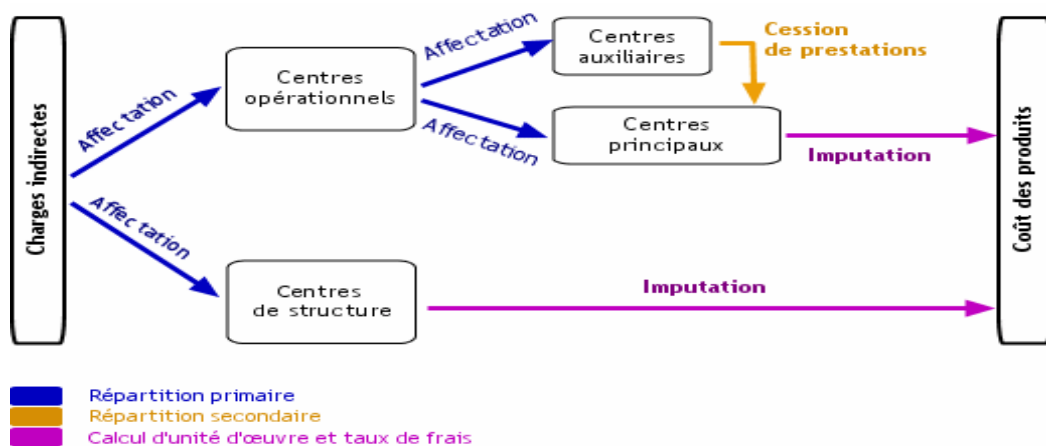 Charges indirectes
Affectation
Affectation
Centres
opérationnels
Centres
de structure
Affectation
Affectation
Centres
auxiliaires
Centres
principaux
Cession
de prestations
Imputation
Imputation
Coût des produits
Répartition primaire
Répartition secondaire
Calcul d'unité d'œuvre et taux de frais